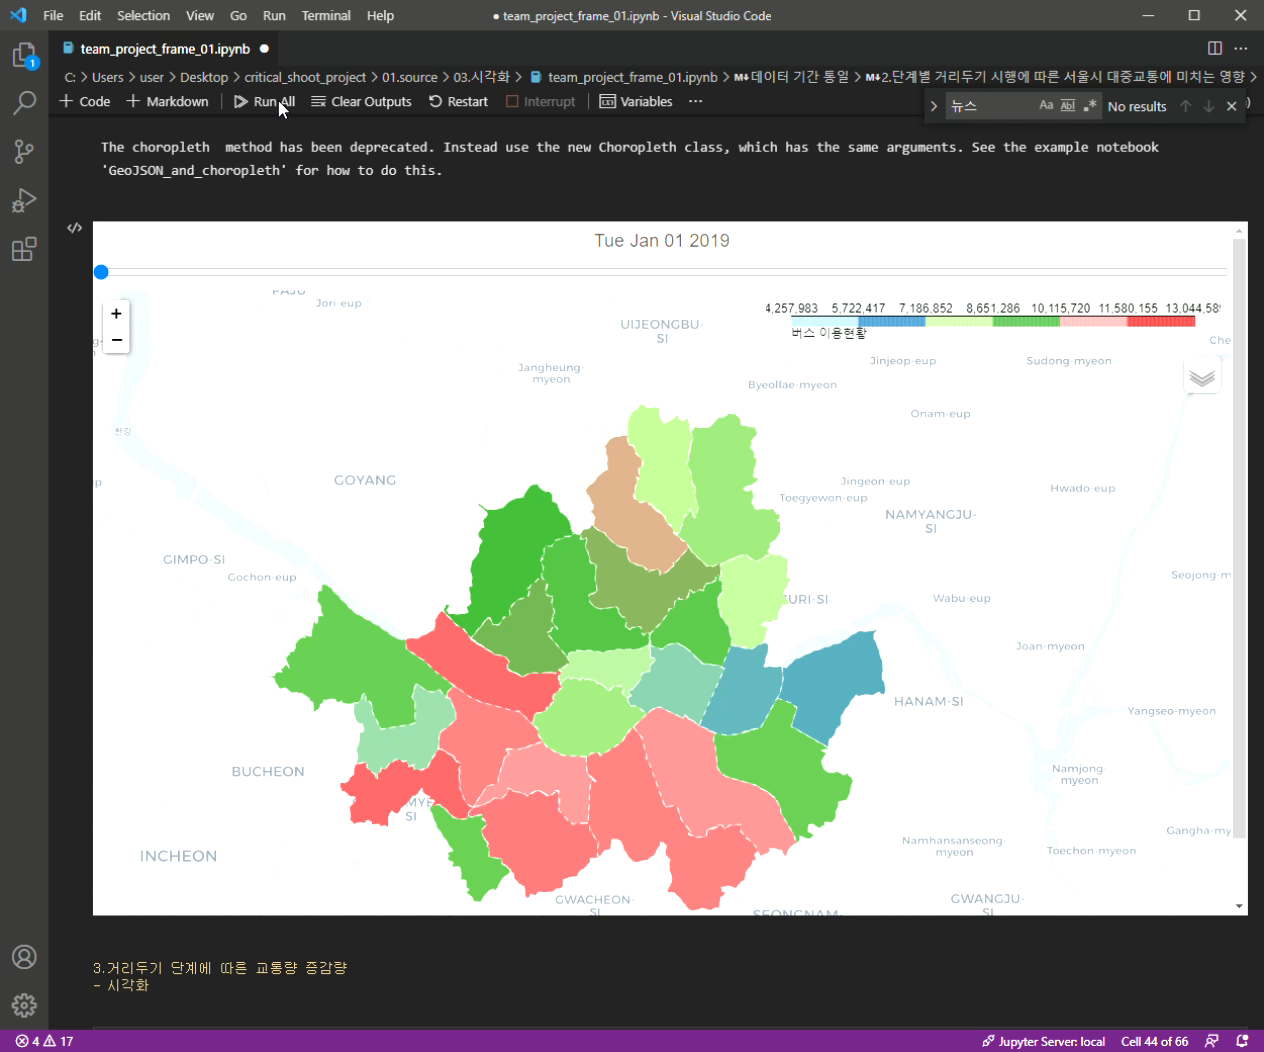 File Edit Selection View Go Run Terminal Help
● team_project_frame_01.ipynb - Visual Studio Code
team_project_frame_01.ipynb ●
C: > Users > user > Desktop > critical_shoot_project > 01.source > 03.시각화 > team_project_frame_01.ipynb > M↓데이터 기간 통일 > M↓2.단계별 거리두기 시행에 따른 서울시 대중교통에 미치는 영향 >
+ Code + Markdown Run All Clear Outputs Restart Interrupt Variables ...
뉴스 Aa Abl .* No results
1
The choropleth  method has been deprecated. Instead use the new Choropleth class, which has the same arguments. See the example notebook
'GeoJSON_and_choropleth' for how to do this.
Tue Jan 01 2019
Jori-eup
+
-
4,257,983 5,722,417 7,186,852 8,651,286 10,115,720 11,580,155 13,044,589
버스 이용현황
UIJEONGBU-
SI
Jangheung-
myeon
Byeollae-myeon
Jinjeop-eup
Sudong-myeon
Onam-eup
한강
GOYANG
Jingeon-eup
Toegyewon-eup
Hwado-eup
NAMYANGJU-
SI
GIMPO-SI
Gochon-eup
URI-SI
Wabu-eup
Seojong-m
Joan-myeon
HANAM-SI
Yangseo-myeon
BUCHEON
Namjong-
myeon
MYE
SI
Gangha-my
Namhansanseong-
myeon
Toechon-myeon
INCHEON
GWACHEON-
SI
GWANGJU-
SI
SEONGNAM-
3.거리두기 단계에 따른 교통량 증감량
- 시각화
4 17
Jupyter Server: local Cell 44 of 66